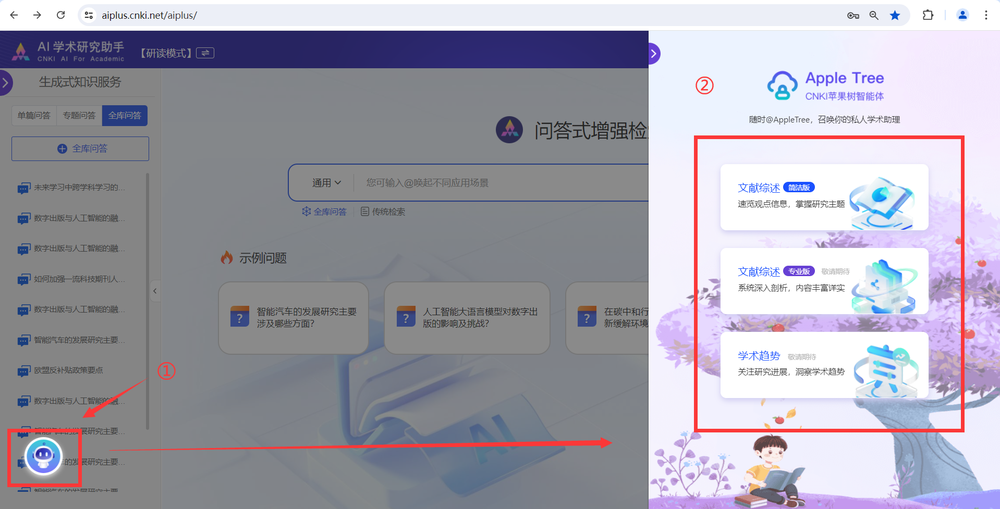 aiplus.cnki.net/aiplus/
AI 学术研究助手
CNKI AI For Academic
【研读模式】
生成式知识服务
单篇问答
专题问答
全库问答
全库问答
未来学习中跨学科学习的...
数字出版与人工智能的融...
数字出版与人工智能的融...
如何加强一流科技期刊人...
数字出版与人工智能的融...
智能汽车的发展研究主要...
欧盟反补贴政策要点
数字出版与人工智能的融...
智能汽车的发展研究主要...
车的发展研究主要...
智能汽车的发展研究主要
①
问答式增强检
通用
您可输入@唤起不同应用场景
全库问答
传统检索
示例问题
智能汽车的发展研究主要
涉及哪些方面？
人工智能大语言模型对数字出
版的影响及挑战？
在碳中和行
新缓解环境
AI
②
Apple Tree
CNKI苹果树智能体
随时@AppleTree，召唤你的私人学术助理
文献综述 简洁版
速览观点信息，掌握研究主题
文献综述 专业版 敬请期待
系统深入剖析，内容丰富详实
学术趋势 敬请期待
关注研究进展，洞察学术趋势